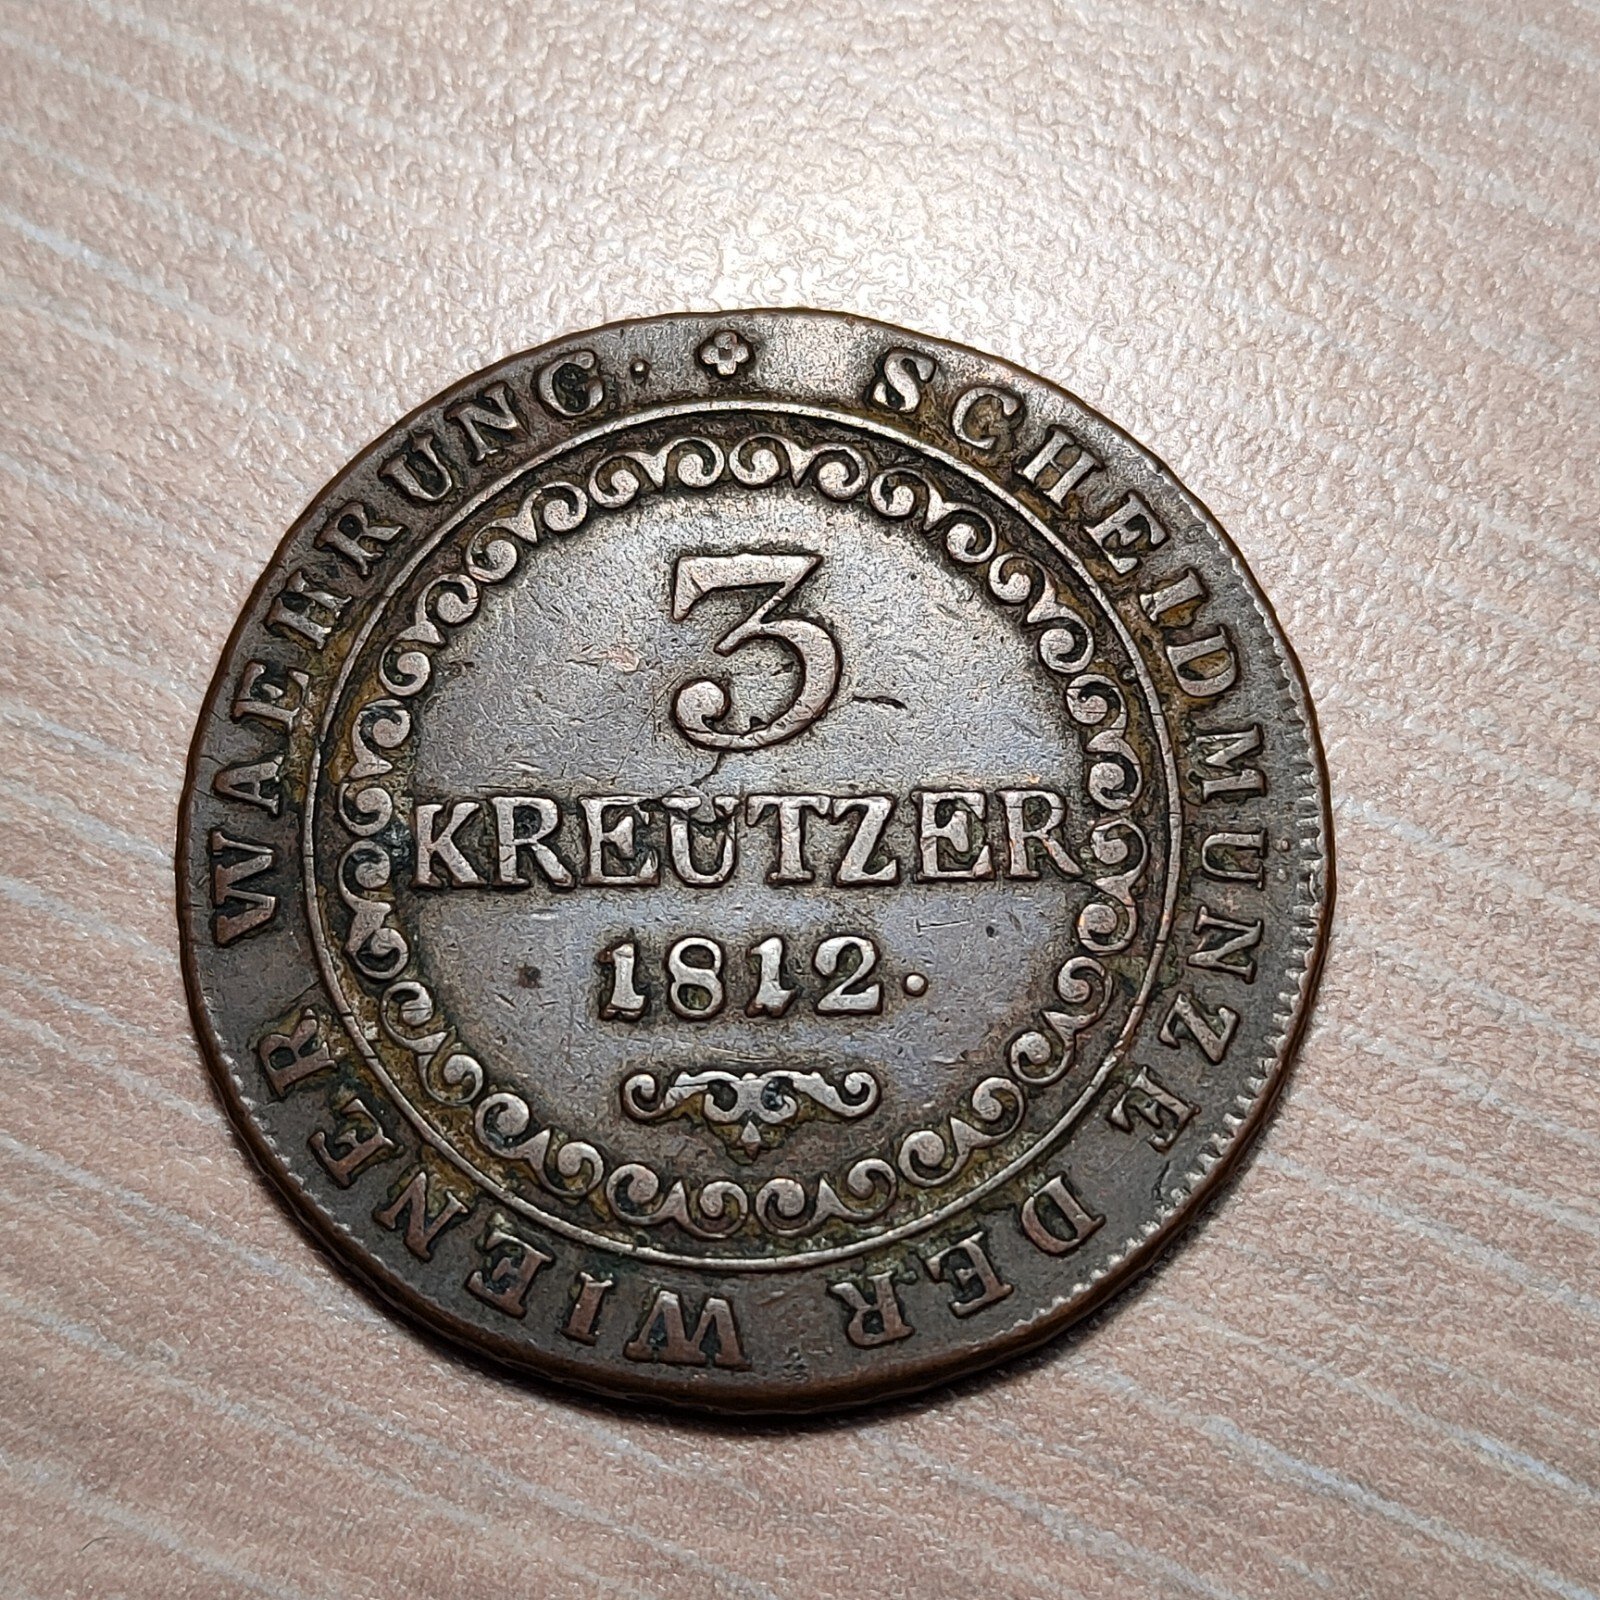 SCHEIDMUNZE DER WIENER WAEHRUNG.
3
KREUTZER
1812.